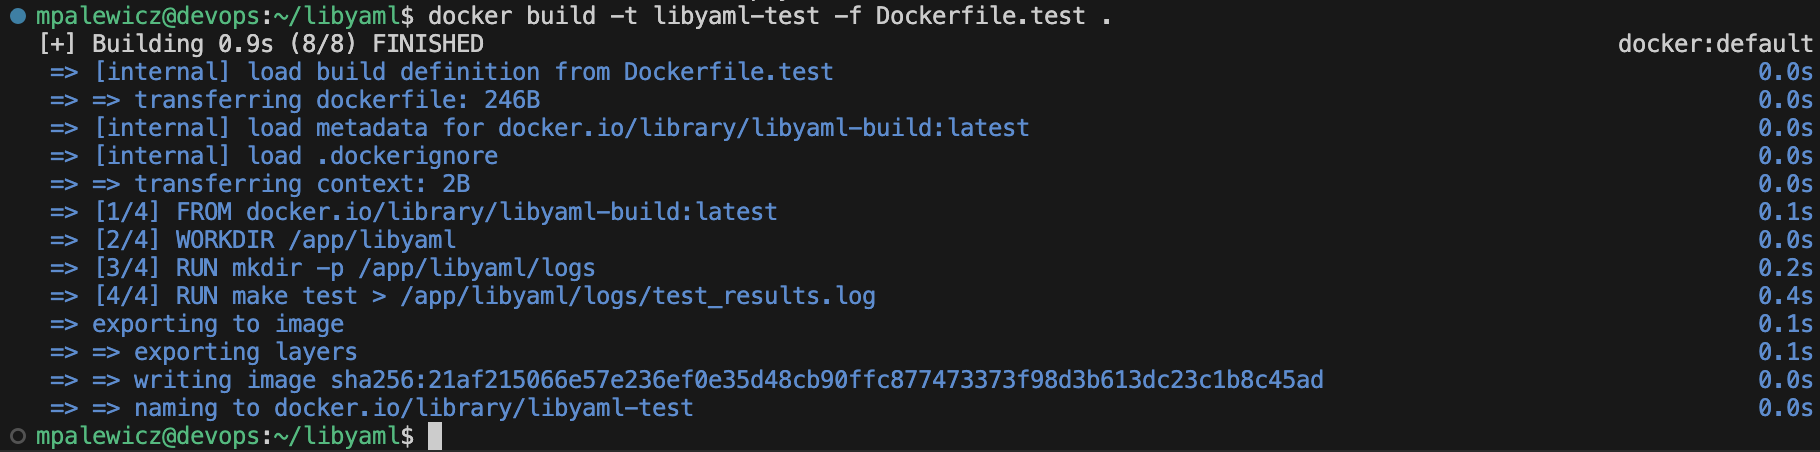 mpalewicz@devops:~/libyaml$ docker build -t libyaml-test -f Dockerfile.test .
[+] Building 0.9s (8/8) FINISHED docker:default
=> [internal] load build definition from Dockerfile.test 0.0s
=> => transferring dockerfile: 246B 0.0s
=> [internal] load metadata for docker.io/library/libyaml-build:latest 0.0s
=> [internal] load .dockerignore 0.0s
=> => transferring context: 2B 0.0s
=> [1/4] FROM docker.io/library/libyaml-build:latest 0.1s
=> [2/4] WORKDIR /app/libyaml 0.0s
=> [3/4] RUN mkdir -p /app/libyaml/logs 0.2s
=> [4/4] RUN make test > /app/libyaml/logs/test_results.log 0.4s
=> exporting to image 0.1s
=> => exporting layers 0.1s
=> => writing image sha256:21af215066e57e236ef0e35d48cb90ffc877473373f98d3b613dc23c1b8c45ad 0.0s
=> => naming to docker.io/library/libyaml-test 0.0s
mpalewicz@devops:~/libyaml$